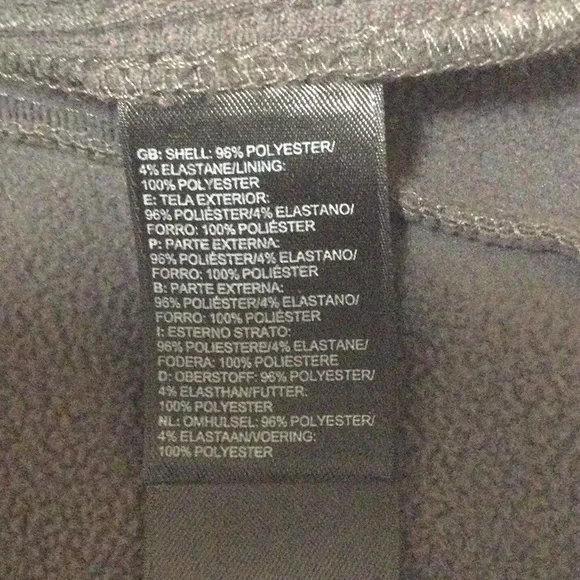 GB: SHELL: 96% POLYESTER/
4% ELASTANE/LINING:
100% POLYESTER
E: TELA EXTERIOR:
96% POLIÉSTER/4% ELASTANO/
FORRO: 100% POLIÉSTER
P: PARTE EXTERNA:
96% POLIÉSTER/4% ELASTANO/
FORRO: 100% POLIÉSTER
B: PARTE EXTERNA:
96% POLIÉSTER/4% ELASTANO/
FORRO: 100% POLIÉSTER
I: ESTERNO STRATO:
96% POLIESTERE/4% ELASTANE/
FODERA: 100% POLIESTERE
D: OBERSTOFF: 96% POLYESTER/
4% ELASTHAN/FUTTER:
100% POLYESTER
NL: OMHULSEL: 96% POLYESTER/
4% ELASTAAN/VOERING:
100% POLYESTER